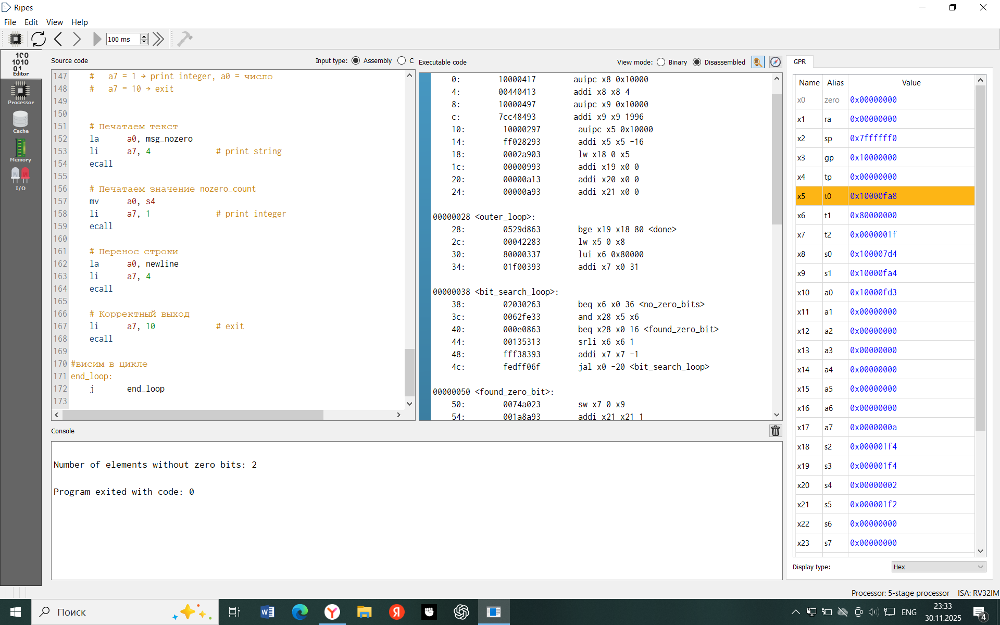 Ripes
File Edit View Help
100 ms
100
1010
01
Editor
Processor
Cache
Memory
I/O
Source code
Input type: Assembly C
147 # a7 = 1 → print integer, a0 = число
148 # a7 = 10 → exit
149
150
151 # Печатаем текст
152 la a0, msg_nozero
153 li a7, 4 # print string
154 ecall
155
156 # Печатаем значение nozero_count
157 mv a0, s4
158 li a7, 1 # print integer
159 ecall
160
161 # Перенос строки
162 la a0, newline
163 li a7, 4
164 ecall
165
166 # Корректный выход
167 li a7, 10 # exit
168 ecall
169
170 #висим в цикле
171 end_loop:
172 j end_loop
173
Executable code
View mode: Binary Disassembled
0: 10000417 auipc x8 0x10000
4: 00440413 addi x8 x8 4
8: 10000497 auipc x9 0x10000
c: 7cc48493 addi x9 x9 1996
10: 10000297 auipc x5 0x10000
14: ff028293 addi x5 x5 -16
18: 0002a903 lw x18 0 x5
1c: 00000993 addi x19 x0 0
20: 00000a13 addi x20 x0 0
24: 00000a93 addi x21 x0 0
00000028 <outer_loop>:
28: 0529d863 bge x19 x18 80 <done>
2c: 00042283 lw x5 0 x8
30: 80000337 lui x6 0x80000
34: 01f00393 addi x7 x0 31
00000038 <bit_search_loop>:
38: 02030263 beq x6 x0 36 <no_zero_bits>
3c: 0062fe33 and x28 x5 x6
40: 000e0863 beq x28 x0 16 <found_zero_bit>
44: 00135313 srli x6 x6 1
48: fff38393 addi x7 x7 -1
4c: fedff06f jal x0 -20 <bit_search_loop>
00000050 <found_zero_bit>:
50: 0074a023 sw x7 0 x9
54: 001a8a93 addi x21 x21 1
Console
Number of elements without zero bits: 2
Program exited with code: 0
GPR
Name Alias Value
x0 zero 0x00000000
x1 ra 0x00000000
x2 sp 0x7ffffff0
x3 gp 0x10000000
x4 tp 0x00000000
x5 t0 0x10000fa8
x6 t1 0x80000000
x7 t2 0x0000001f
x8 s0 0x100007d4
x9 s1 0x10000fa4
x10 a0 0x10000fd3
x11 a1 0x00000000
x12 a2 0x00000000
x13 a3 0x00000000
x14 a4 0x00000000
x15 a5 0x00000000
x16 a6 0x00000000
x17 a7 0x0000000a
x18 s2 0x000001f4
x19 s3 0x000001f4
x20 s4 0x00000002
x21 s5 0x000001f2
x22 s6 0x00000000
x23 s7 0x00000000
Display type: Hex
Processor: 5-stage processor ISA: RV32IM
Поиск
ENG
23:33
30.11.2025
4